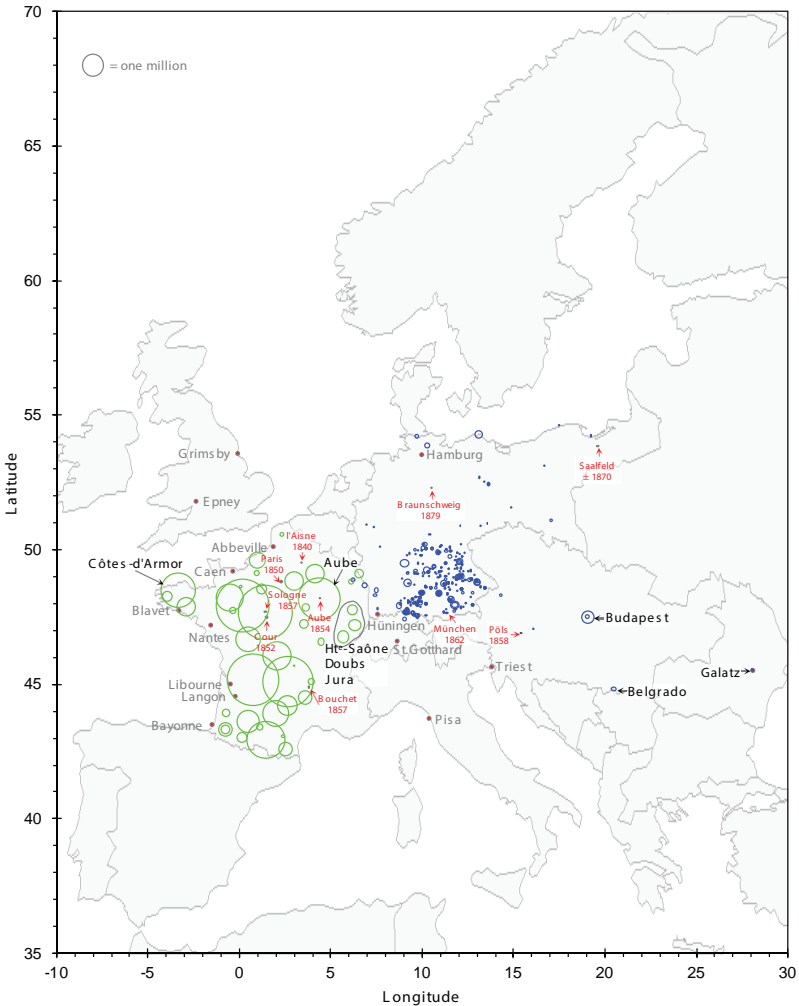 70
= one million
65
60
55
Latitude
Grimsby
Hamburg
Saalfeld
± 1870
Epney
Braunschweig
1879
50
l'Aisne
1840
Abbeville
Paris
1850
Côtes-d'Armor
Aube
Caen
Sologne
1857
Blavet
Aube
1854
Hüningen
Budapest
Nantes
Cour
1852
München
1862
Pöls
1858
Hte-Saône
Doubs
Jura
St.Gotthard
Triest
Galatz
45
Libourne
Langon
Bouchet
1857
Belgrado
Bayonne
Pisa
40
35
-10 -5 0 5 10 15 20 25 30
Longitude